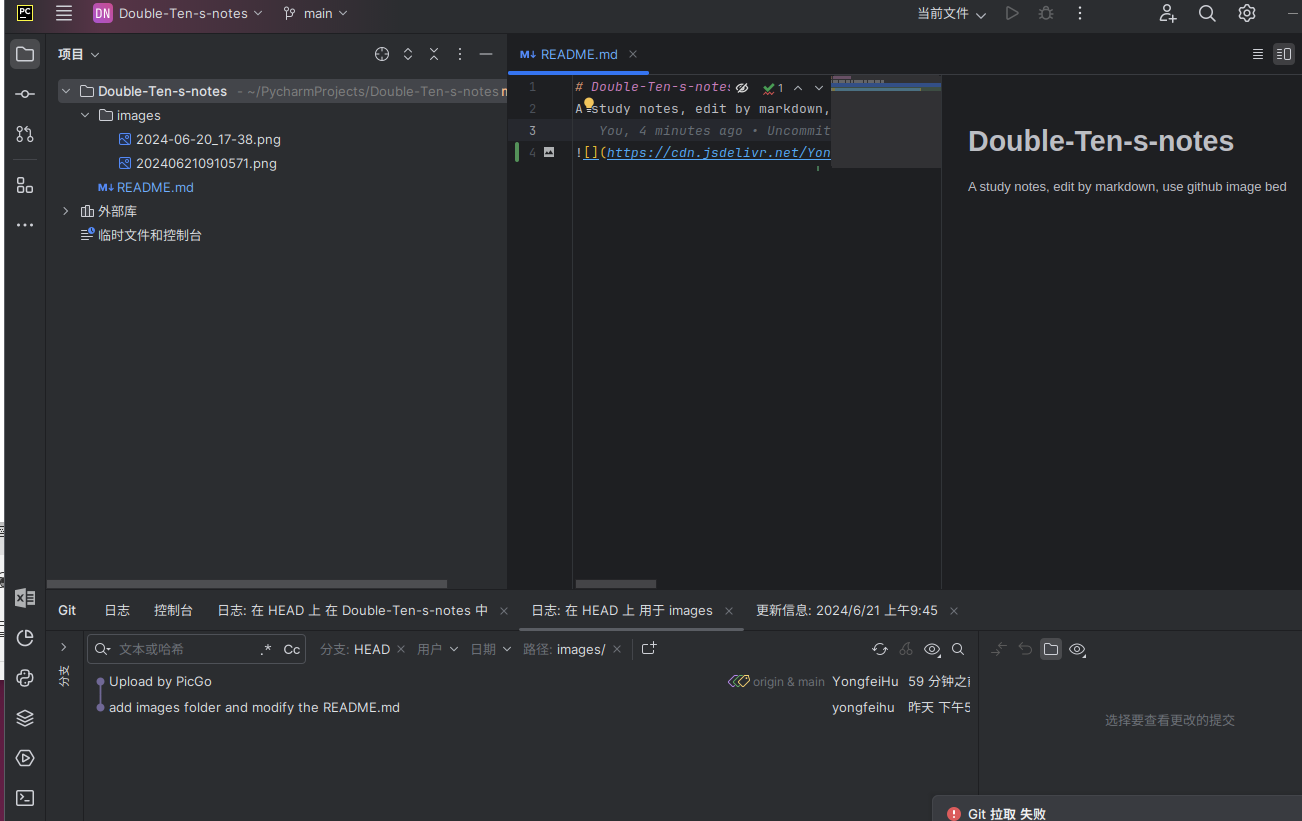 PC
DN Double-Ten-s-notes main 当前文件
项目
M↓ README.md
Double-Ten-s-notes - ~/PycharmProjects/Double-Ten-s-notes
images
2024-06-20_17-38.png
202406210910571.png
M↓ README.md
外部库
临时文件和控制台
1 # Double-Ten-s-notes 1
2 A study notes, edit by markdown,
3 You, 4 minutes ago • Uncommit
4 ![](https://cdn.jsdelivr.net/Yon
Double-Ten-s-notes
A study notes, edit by markdown, use github image bed
Git 日志 控制台 日志: 在 HEAD 上 在 Double-Ten-s-notes 中 日志: 在 HEAD 上 用于 images 更新信息: 2024/6/21 上午9:45
分支
文本或哈希 .* Cc 分支: HEAD 用户 日期 路径: images/
Upload by PicGo origin & main YongfeiHu 59 分钟之前
add images folder and modify the README.md yongfeihu 昨天 下午5
选择要查看更改的提交
Git 拉取 失败